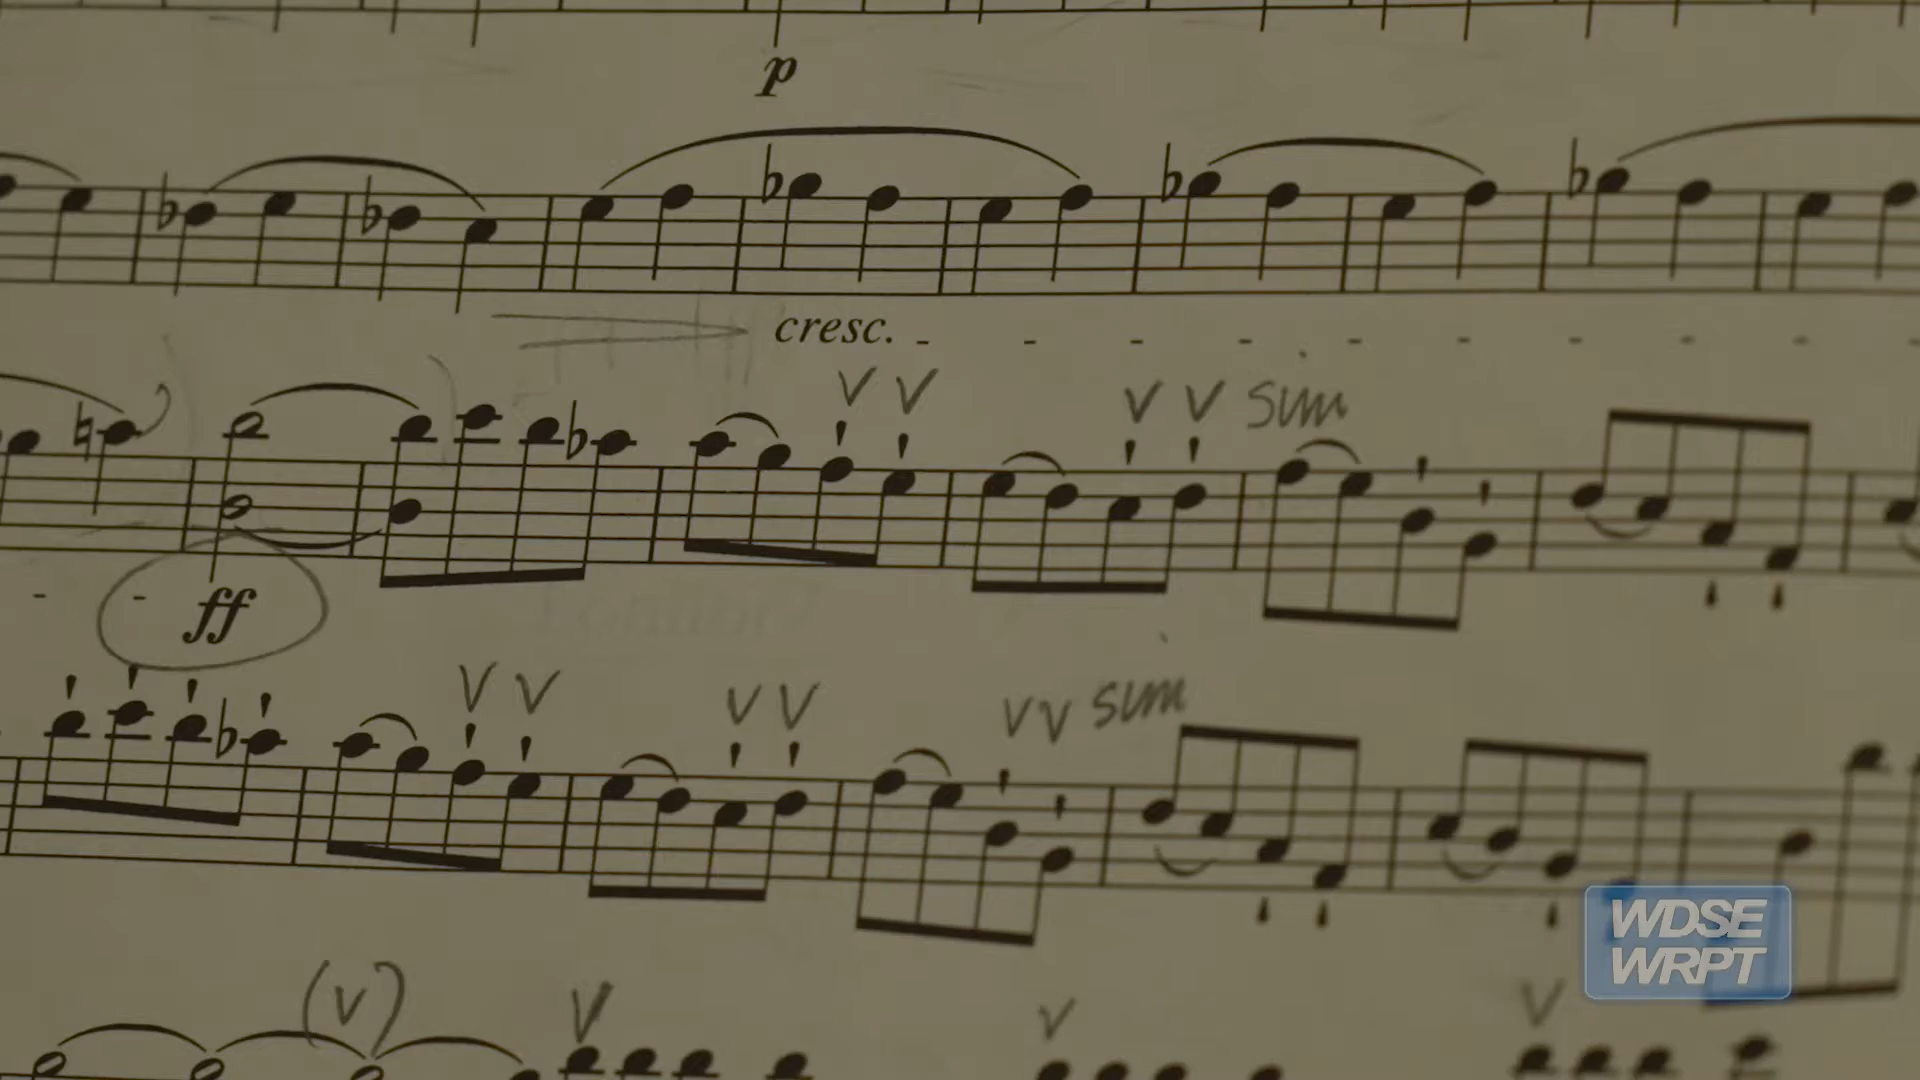 p
cresc. - - - - - - - - - -
V V V V sim
- - ff
V V V V V V sim
(V) V V V
WDSE
WRPT